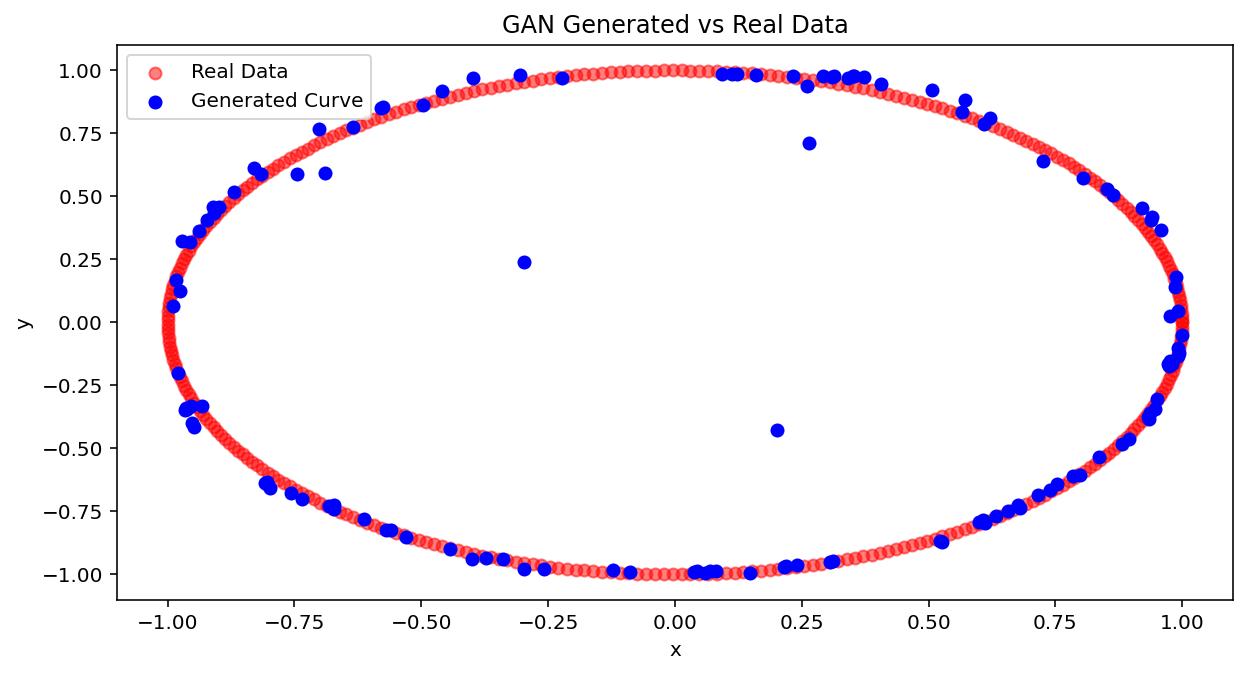 GAN Generated vs Real Data
Real Data
Generated Curve
1.00
0.75
0.50
0.25
0.00
−0.25
−0.50
−0.75
−1.00
y
−1.00 −0.75 −0.50 −0.25 0.00 0.25 0.50 0.75 1.00
x